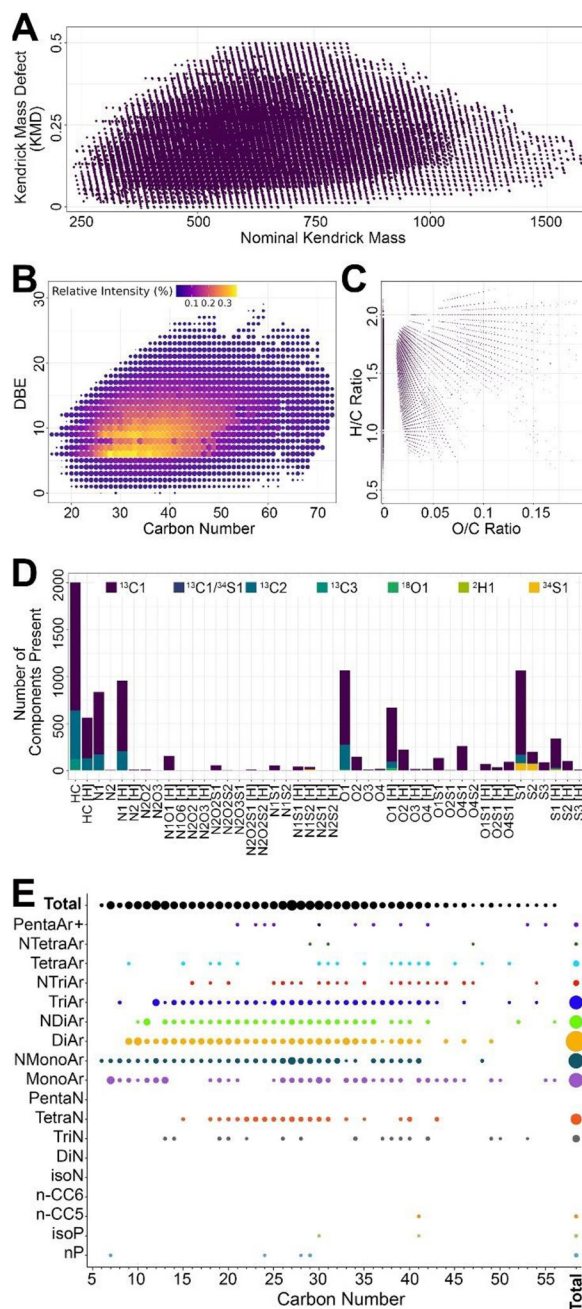 A
Kendrick Mass Defect
(KMD)
0.5
0.25
0
250
500
750
1000
1500
Nominal Kendrick Mass
B
Relative Intensity (%)
0.1 0.2 0.3
DBE
30
20
10
0
20
30
40
50
60
70
Carbon Number
C
H/C Ratio
2.0
1.5
1.0
0.5
0
0.05
0.10
0.15
O/C Ratio
D
¹³C1
¹³C1/³⁴S1
¹³C2
¹³C3
¹⁸O1
²H1
³⁴S1
Number of
Components Present
2000
1500
1000
500
0
HC
HC [H]
N1
N2
N1 [H]
N2 [H]
N2O2
N2O3
N1O1 [H]
N2O2 [H]
N2O3 [H]
N2O2S1
N2O2S2
N2O3S1
N1S1
N1S2
N1S1 [H]
N1S2 [H]
N2S1 [H]
N2S2 [H]
O1
O2
O3
O4
O1 [H]
O2 [H]
O3 [H]
O4 [H]
O1S1
O2S1
O4S1
O4S2
O1S1 [H]
O2S1 [H]
O4S1 [H]
S1
S2
S3
S1 [H]
S2 [H]
S3 [H]
E
Total
PentaAr+
NTetraAr
TetraAr
NTriAr
TriAr
NDiAr
DiAr
NMonoAr
MonoAr
PentaN
TetraN
TriN
DiN
isoN
n-CC6
n-CC5
isoP
nP
5
10
15
20
25
30
35
40
45
50
55
Total
Carbon Number